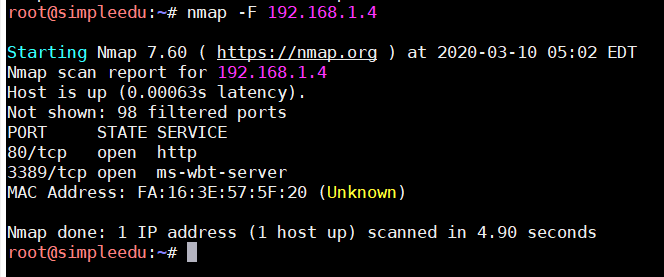 root@simpleedu:~# nmap -F 192.168.1.4
Starting Nmap 7.60 ( https://nmap.org ) at 2020-03-10 05:02 EDT
Nmap scan report for 192.168.1.4
Host is up (0.00063s latency).
Not shown: 98 filtered ports
PORT     STATE SERVICE
80/tcp   open  http
3389/tcp open  ms-wbt-server
MAC Address: FA:16:3E:57:5F:20 (Unknown)
Nmap done: 1 IP address (1 host up) scanned in 4.90 seconds
root@simpleedu:~#